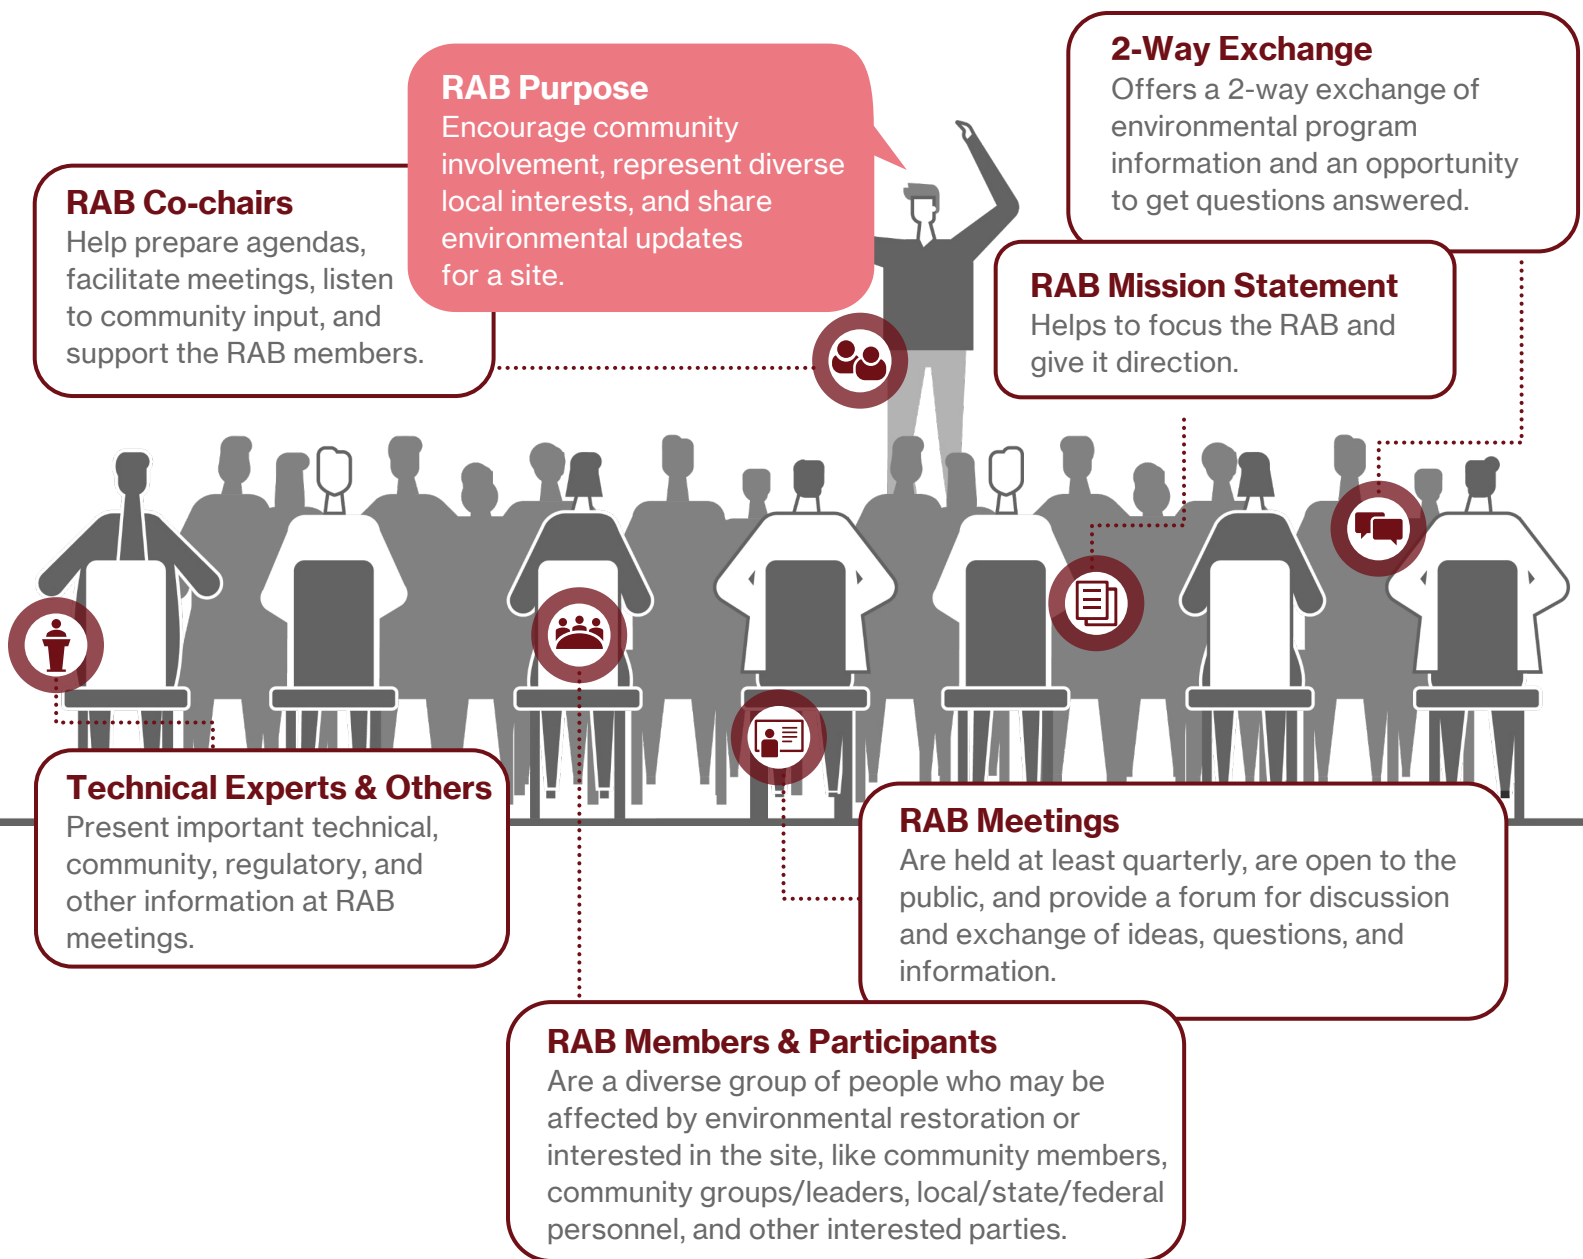 RAB Purpose
Encourage community
involvement, represent diverse
local interests, and share
environmental updates
for a site.
2-Way Exchange
Offers a 2-way exchange of
environmental program
information and an opportunity
to get questions answered.
RAB Co-chairs
Help prepare agendas,
facilitate meetings, listen
to community input, and
support the RAB members.
RAB Mission Statement
Helps to focus the RAB and
give it direction.
Technical Experts & Others
Present important technical,
community, regulatory, and
other information at RAB
meetings.
RAB Meetings
Are held at least quarterly, are open to the
public, and provide a forum for discussion
and exchange of ideas, questions, and
information.
RAB Members & Participants
Are a diverse group of people who may be
affected by environmental restoration or
interested in the site, like community members,
community groups/leaders, local/state/federal
personnel, and other interested parties.